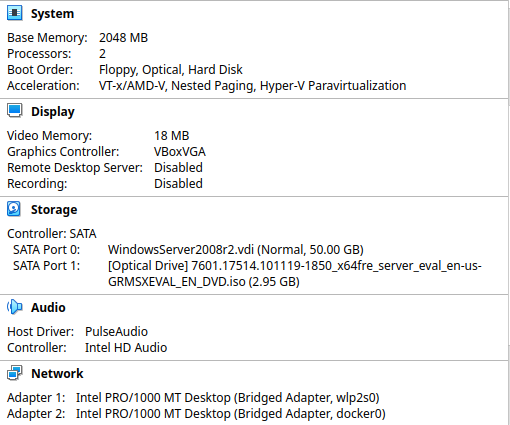 System
Base Memory: 2048 MB
Processors: 2
Boot Order: Floppy, Optical, Hard Disk
Acceleration: VT-x/AMD-V, Nested Paging, Hyper-V Paravirtualization
Display
Video Memory: 18 MB
Graphics Controller: VBoxVGA
Remote Desktop Server: Disabled
Recording: Disabled
Storage
Controller: SATA
SATA Port 0: WindowsServer2008r2.vdi (Normal, 50.00 GB)
SATA Port 1: [Optical Drive] 7601.17514.101119-1850_x64fre_server_eval_en-us-
GRMSXEVAL_EN_DVD.iso (2.95 GB)
Audio
Host Driver: PulseAudio
Controller: Intel HD Audio
Network
Adapter 1: Intel PRO/1000 MT Desktop (Bridged Adapter, wlp2s0)
Adapter 2: Intel PRO/1000 MT Desktop (Bridged Adapter, docker0)